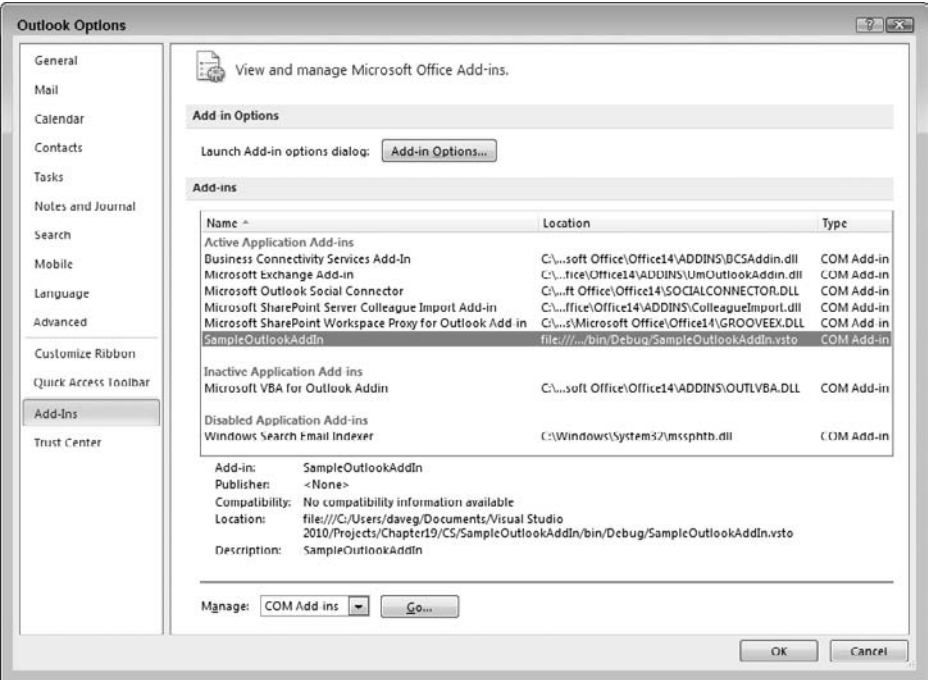 Outlook Options
General
Mail
Calendar
Contacts
Tasks
Notes and Journal
Search
Mobile
Language
Advanced
Customize Ribbon
Quick Access Toolbar
Add-Ins
Trust Center
View and manage Microsoft Office Add-ins.
Add-in Options
Launch Add-in options dialog: Add-in Options...
Add-ins
Name Location Type
Active Application Add-ins
Business Connectivity Services Add-In C:\...soft Office\Office14\ADDINS\BCSAddin.dll COM Add-in
Microsoft Exchange Add-in C:\...fice\Office14\ADDINS\UmOutlookAddin.dll COM Add-in
Microsoft Outlook Social Connector C:\...ft Office\Office14\SOCIALCONNECTOR.DLL COM Add-in
Microsoft SharePoint Server Colleague Import Add-in C:\...ffice\Office14\ADDINS\ColleagueImport.dll COM Add-in
Microsoft SharePoint Workspace Proxy for Outlook Add-in C:\...s\Microsoft Office\Office14\GROOVEEX.DLL COM Add-in
SampleOutlookAddIn file:///.../bin/Debug/SampleOutlookAddIn.vsto COM Add-in
Inactive Application Add-ins
Microsoft VBA for Outlook Addin C:\...soft Office\Office14\ADDINS\OUTLVBA.DLL COM Add-in
Disabled Application Add-ins
Windows Search Email Indexer C:\Windows\System32\mssphtb.dll COM Add-in
Add-in: SampleOutlookAddIn
Publisher: <None>
Compatibility: No compatibility information available
Location: file:///C:/Users/daveg/Documents/Visual Studio
2010/Projects/Chapter19/CS/SampleOutlookAddIn/bin/Debug/SampleOutlookAddIn.vsto
Description: SampleOutlookAddIn
Manage: COM Add-ins Go...
OK Cancel